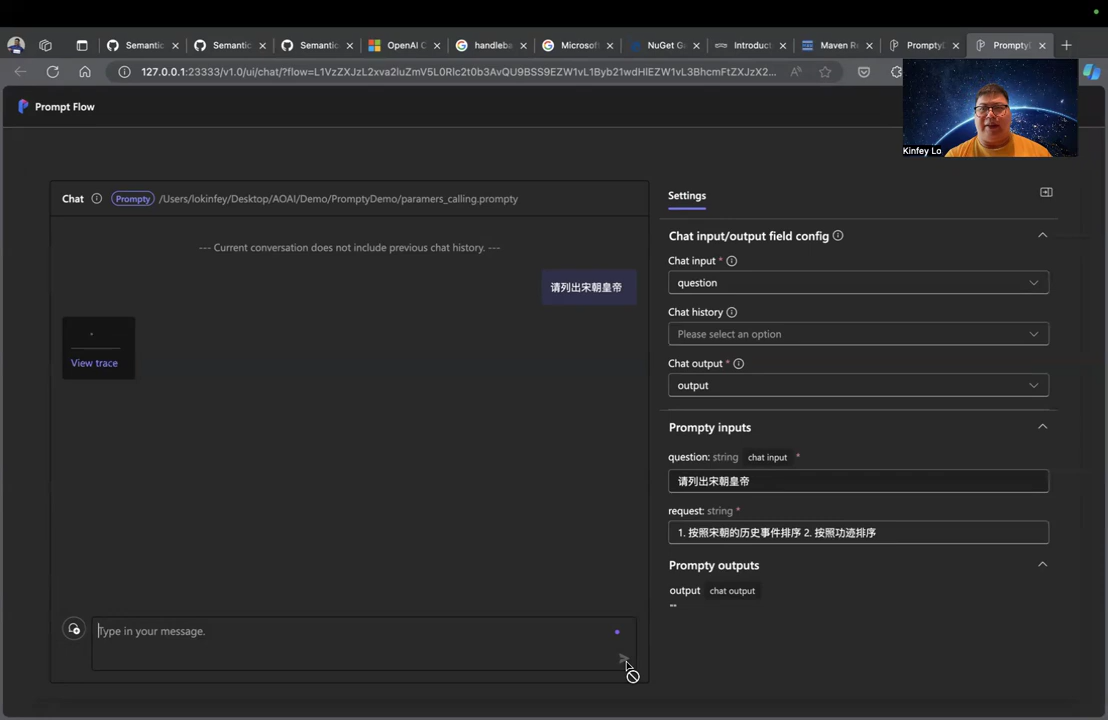 Semantic
Semantic
Semantic
OpenAI C
handleba
Microsof
NuGet G
Introduct
Maven Re
Prompty
Prompty
127.0.0.1:23333/v1.0/ui/chat/?flow=
Prompt Flow
Kinfey Lo
Chat Prompty /Users/lokinfey/Desktop/AOAI/Demo/PromptyDemo/paramers_calling.prompty
--- Current conversation does not include previous chat history. ---
请列出宋朝皇帝
View trace
Type in your message.
Settings
Chat input/output field config
Chat input *
question
Chat history
Please select an option
Chat output *
output
Prompty inputs
question: string chat input *
请列出宋朝皇帝
request: string *
1. 按照宋朝的历史事件排序 2. 按照功迹排序
Prompty outputs
output chat output
""